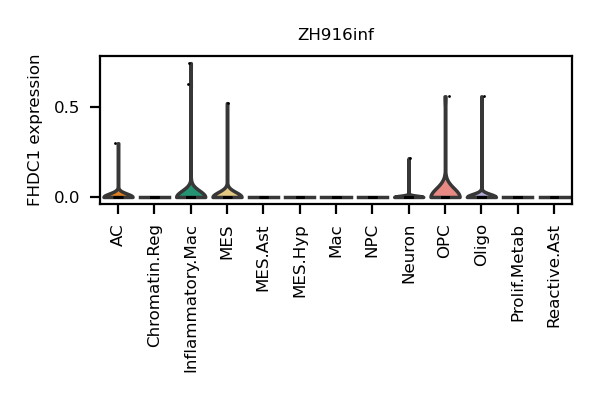 ZH916inf
FHDC1 expression
0.5
0.0
AC
Chromatin.Reg
Inflammatory.Mac
MES
MES.Ast
MES.Hyp
Mac
NPC
Neuron
OPC
Oligo
Prolif.Metab
Reactive.Ast